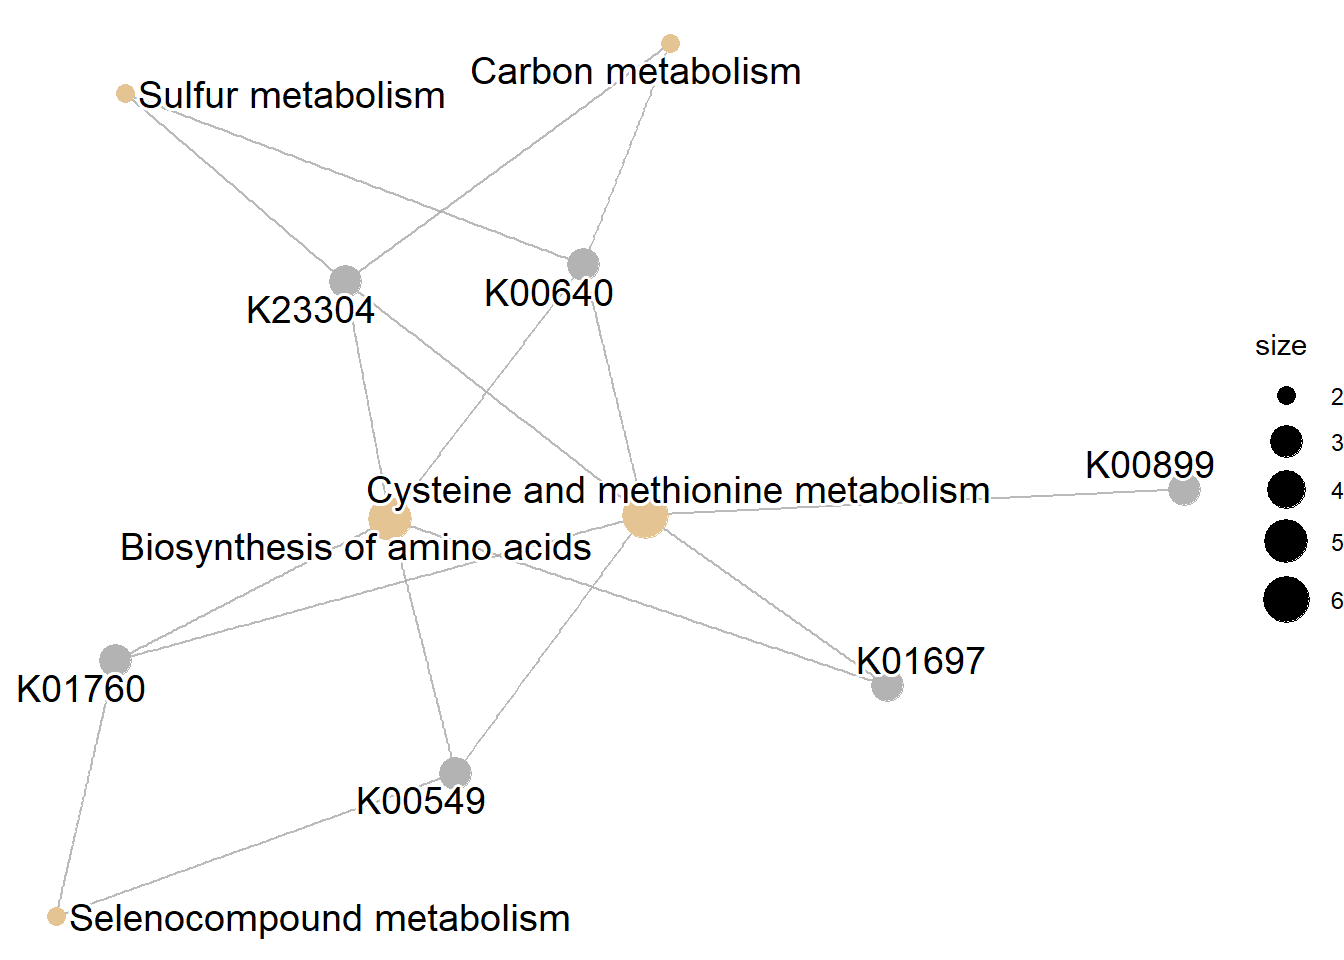 Carbon metabolism
Sulfur metabolism
K23304
K00640
size
2
3
4
5
6
K00899
Cysteine and methionine metabolism
Biosynthesis of amino acids
K01697
K01760
K00549
Selenocompound metabolism